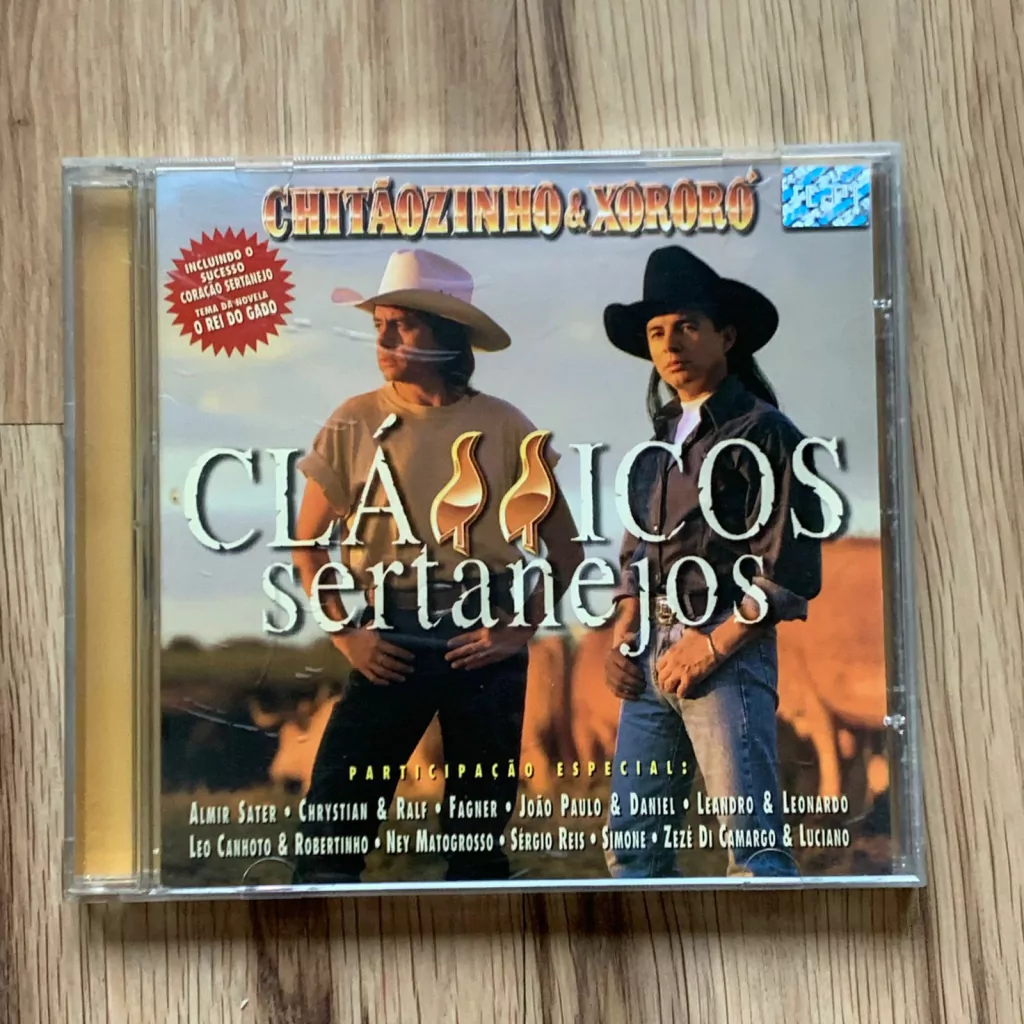 CHITÃOZINHO & XORORÓ
INCLUINDO O
SUCESSO
CORAÇÃO SERTANEJO
TEMA DA NOVELA
O REI DO GADO
CLÁSSICOS
sertanejos
PARTICIPAÇÃO ESPECIAL:
ALMIR SATER • CHRYSTIAN & RALF • FAGNER • JOÃO PAULO & DANIEL • LEANDRO & LEONARDO
LEO CANHOTO & ROBERTINHO • NEY MATOGROSSO • SÉRGIO REIS • SIMONE • ZEZÉ DI CAMARGO & LUCIANO